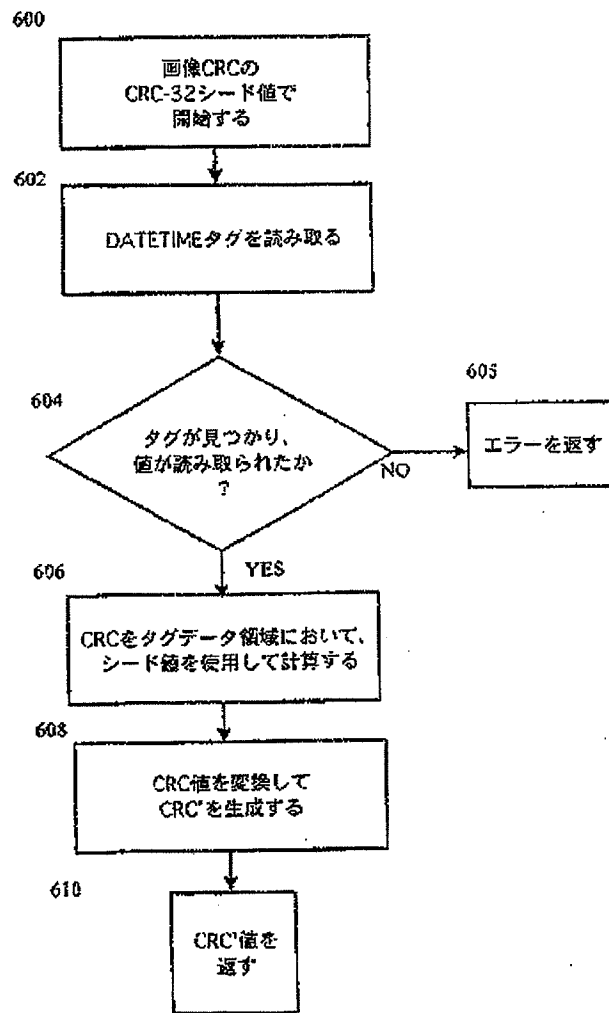 600
画像CRCの
CRC-32シード値で
開始する
602
DATETIMEタグを読み取る
604
タグが見つかり、
値が読み取られたか
?
NO
605
エラーを返す
YES
606
CRCをタグデータ領域において、
シード値を使用して計算する
608
CRC値を変換して
CRC'を生成する
610
CRC'値を
返す